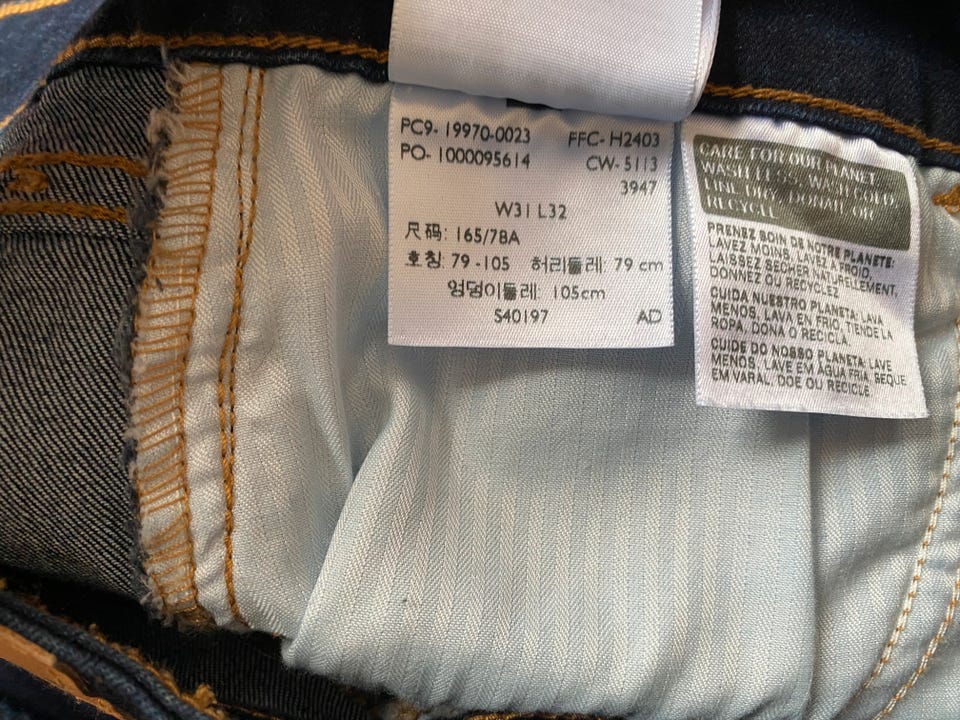 PC9- 19970-0023 FFC- H2403
PO- 1000095614 CW- 5113
3947
W31 L32
尺码: 165/78A
호칭: 79 -105 허리둘레: 79 cm
엉덩이둘레: 105cm
S40197 AD
CARE FOR OUR PLANET
WASH LESS, WASH COLD,
LINE DRY, DONATE OR
RECYCLE
PRENEZ SOIN DE NOTRE PLANETE:
LAVEZ MOINS, LAVEZ A FROID,
LAISSEZ SECHER NATURELLEMENT,
DONNEZ OU RECYCLEZ
CUIDA NUESTRO PLANETA: LAVA
MENOS, LAVA EN FRIO, TIENDE LA
ROPA, DONA O RECICLA.
CUIDE DO NOSSO PLANETA: LAVE
MENOS, LAVE EM ÁGUA FRIA, SEQUE
EM VARAL, DOE OU RECICLE.